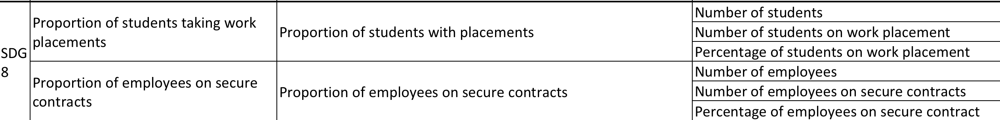 SDG
8
Proportion of students taking work
placements
Proportion of students with placements
Number of students
Number of students on work placement
Percentage of students on work placement
Proportion of employees on secure
contracts
Proportion of employees on secure contracts
Number of employees
Number of employees on secure contracts
Percentage of employees on secure contract